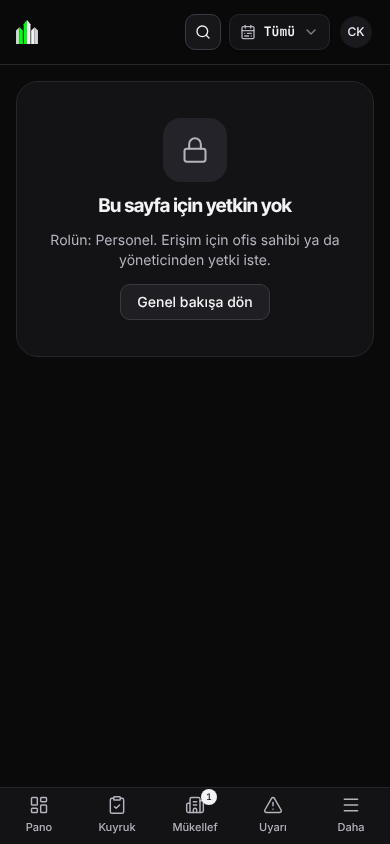 Tümü
CK
Bu sayfa için yetkin yok
Rolün: Personel. Erişim için ofis sahibi ya da
yöneticinden yetki iste.
Genel bakışa dön
1
Pano
Kuyruk
Mükellef
Uyarı
Daha